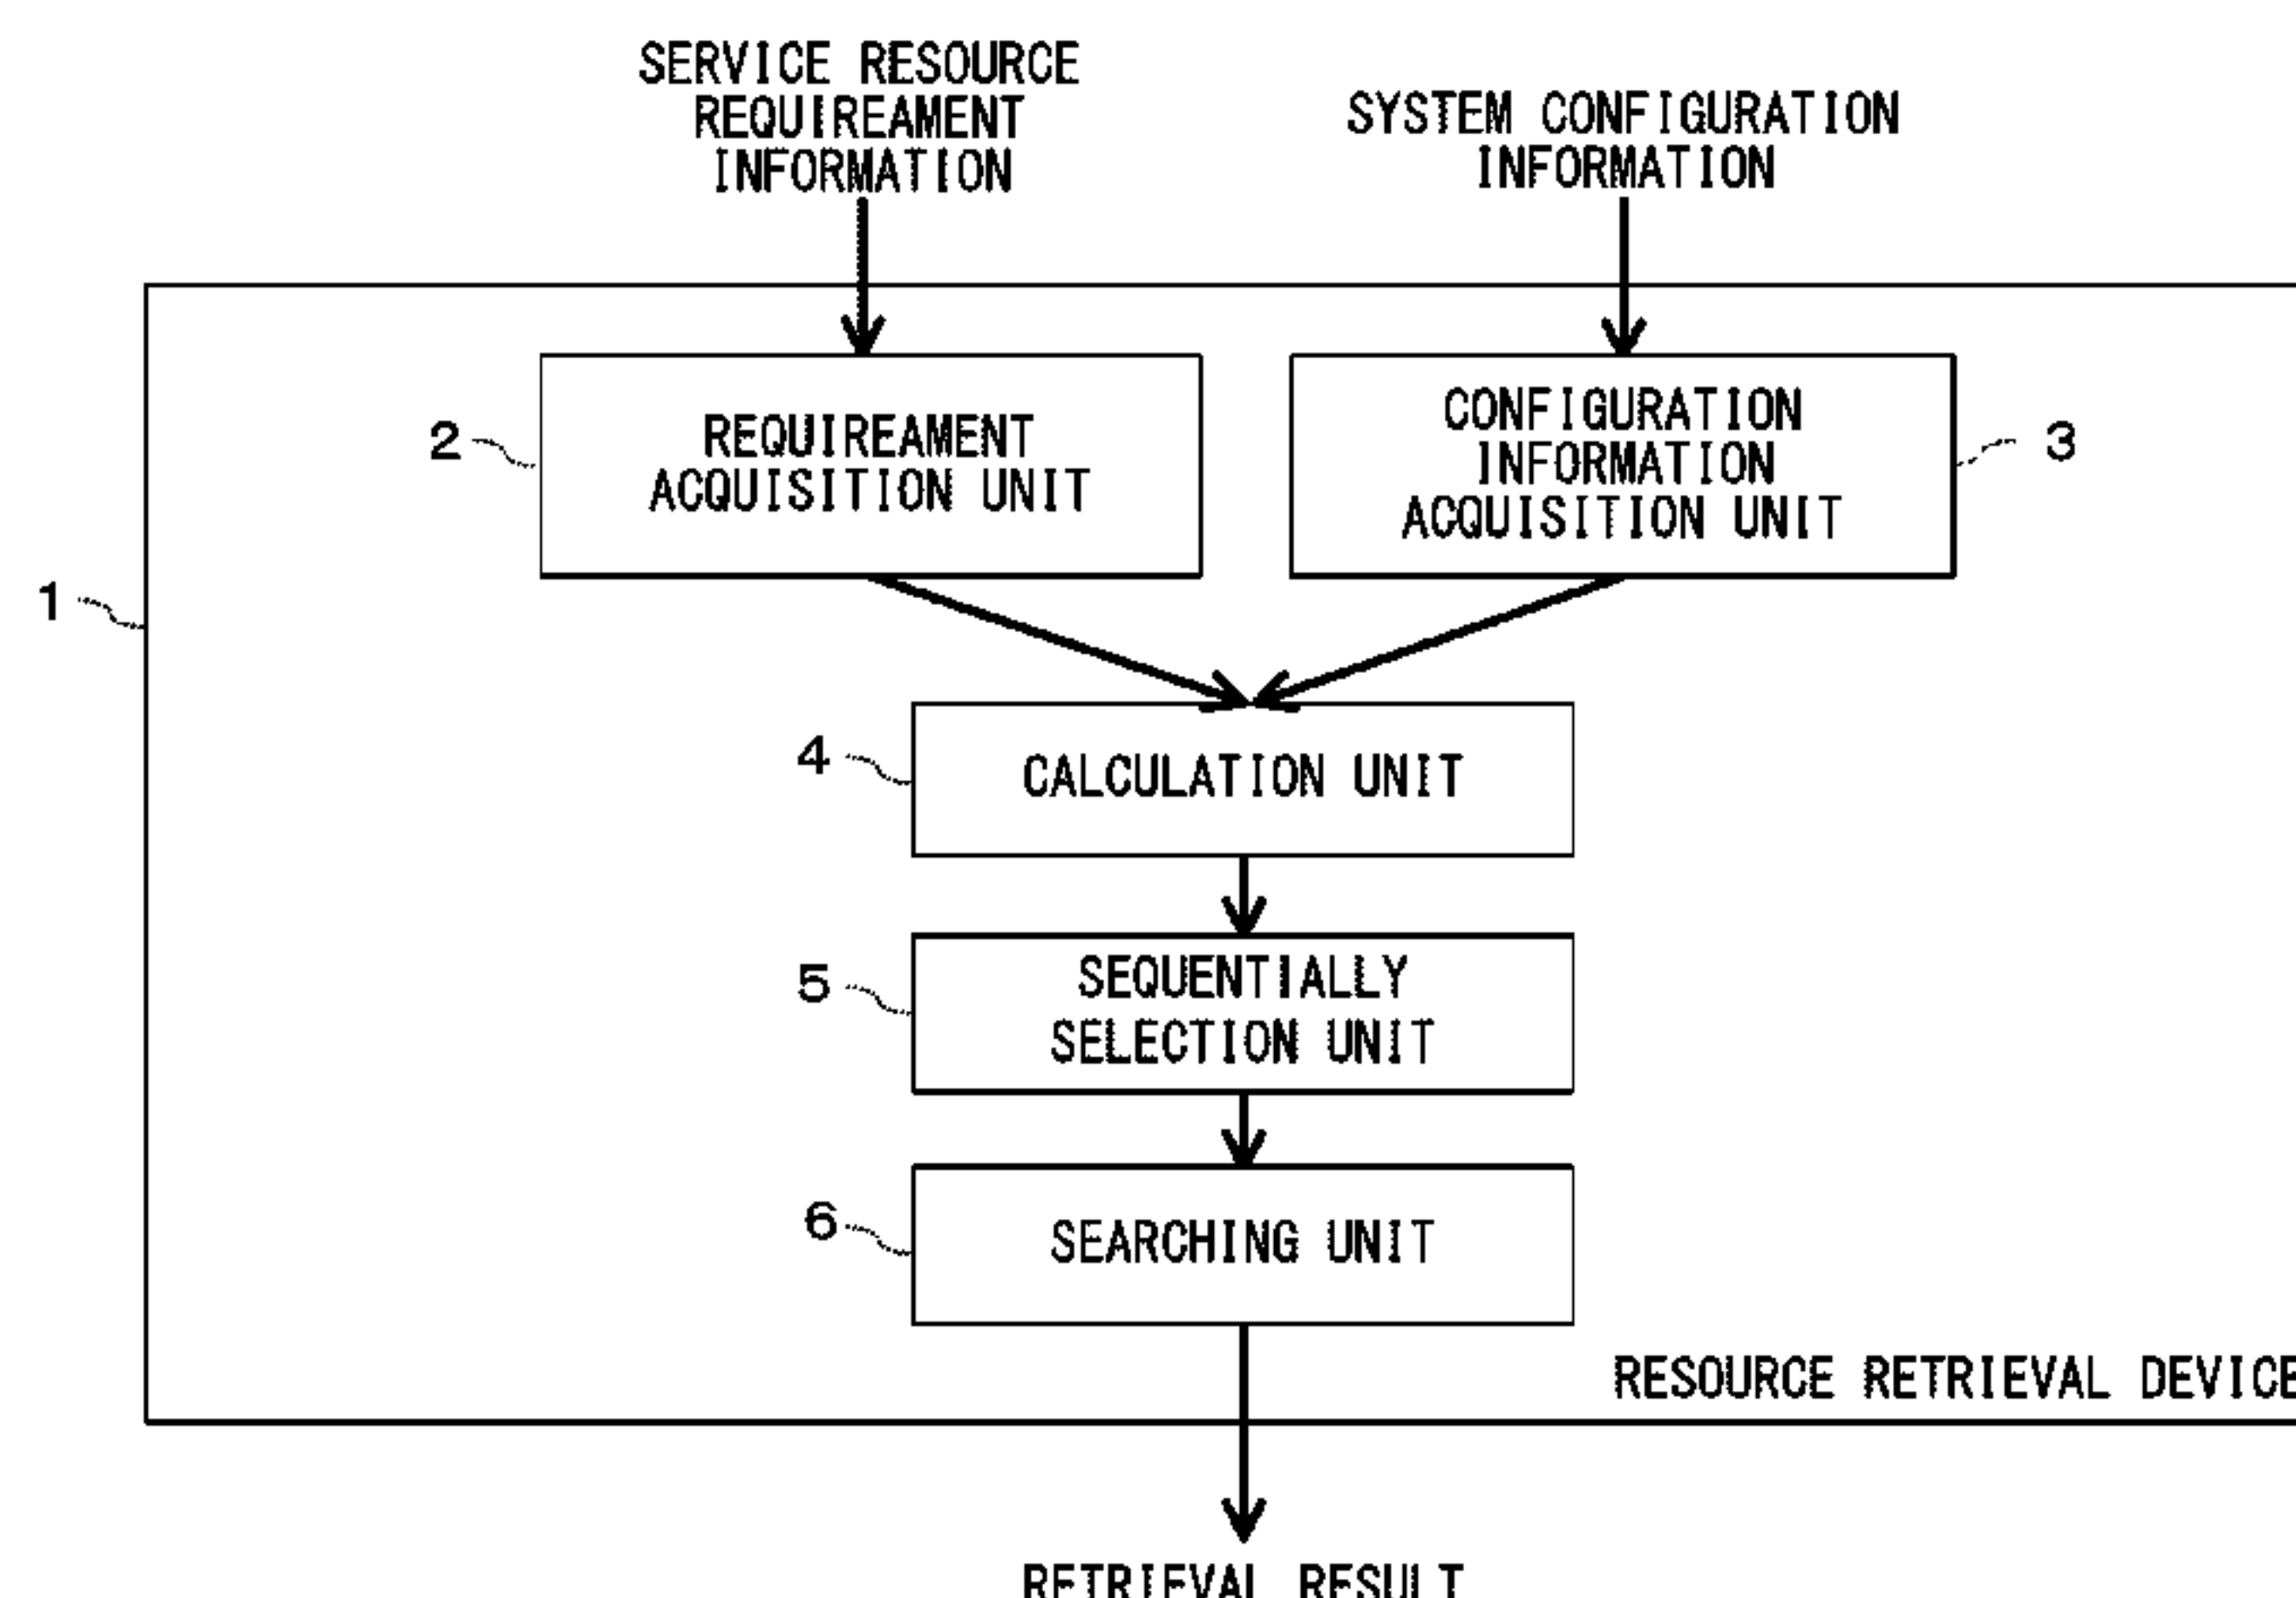 SERVICE RESOURCE
REQUIREAMENT
INFORMATION
SYSTEM CONFIGURATION
INFORMATION
2
REQUIREAMENT
ACQUISITION UNIT
CONFIGURATION
INFORMATION
ACQUISITION UNIT
3
1
4
CALCULATION UNIT
5
SEQUENTIALLY
SELECTION UNIT
6
SEARCHING UNIT
RESOURCE RETRIEVAL DEVICE
RETRIEVAL RESULT